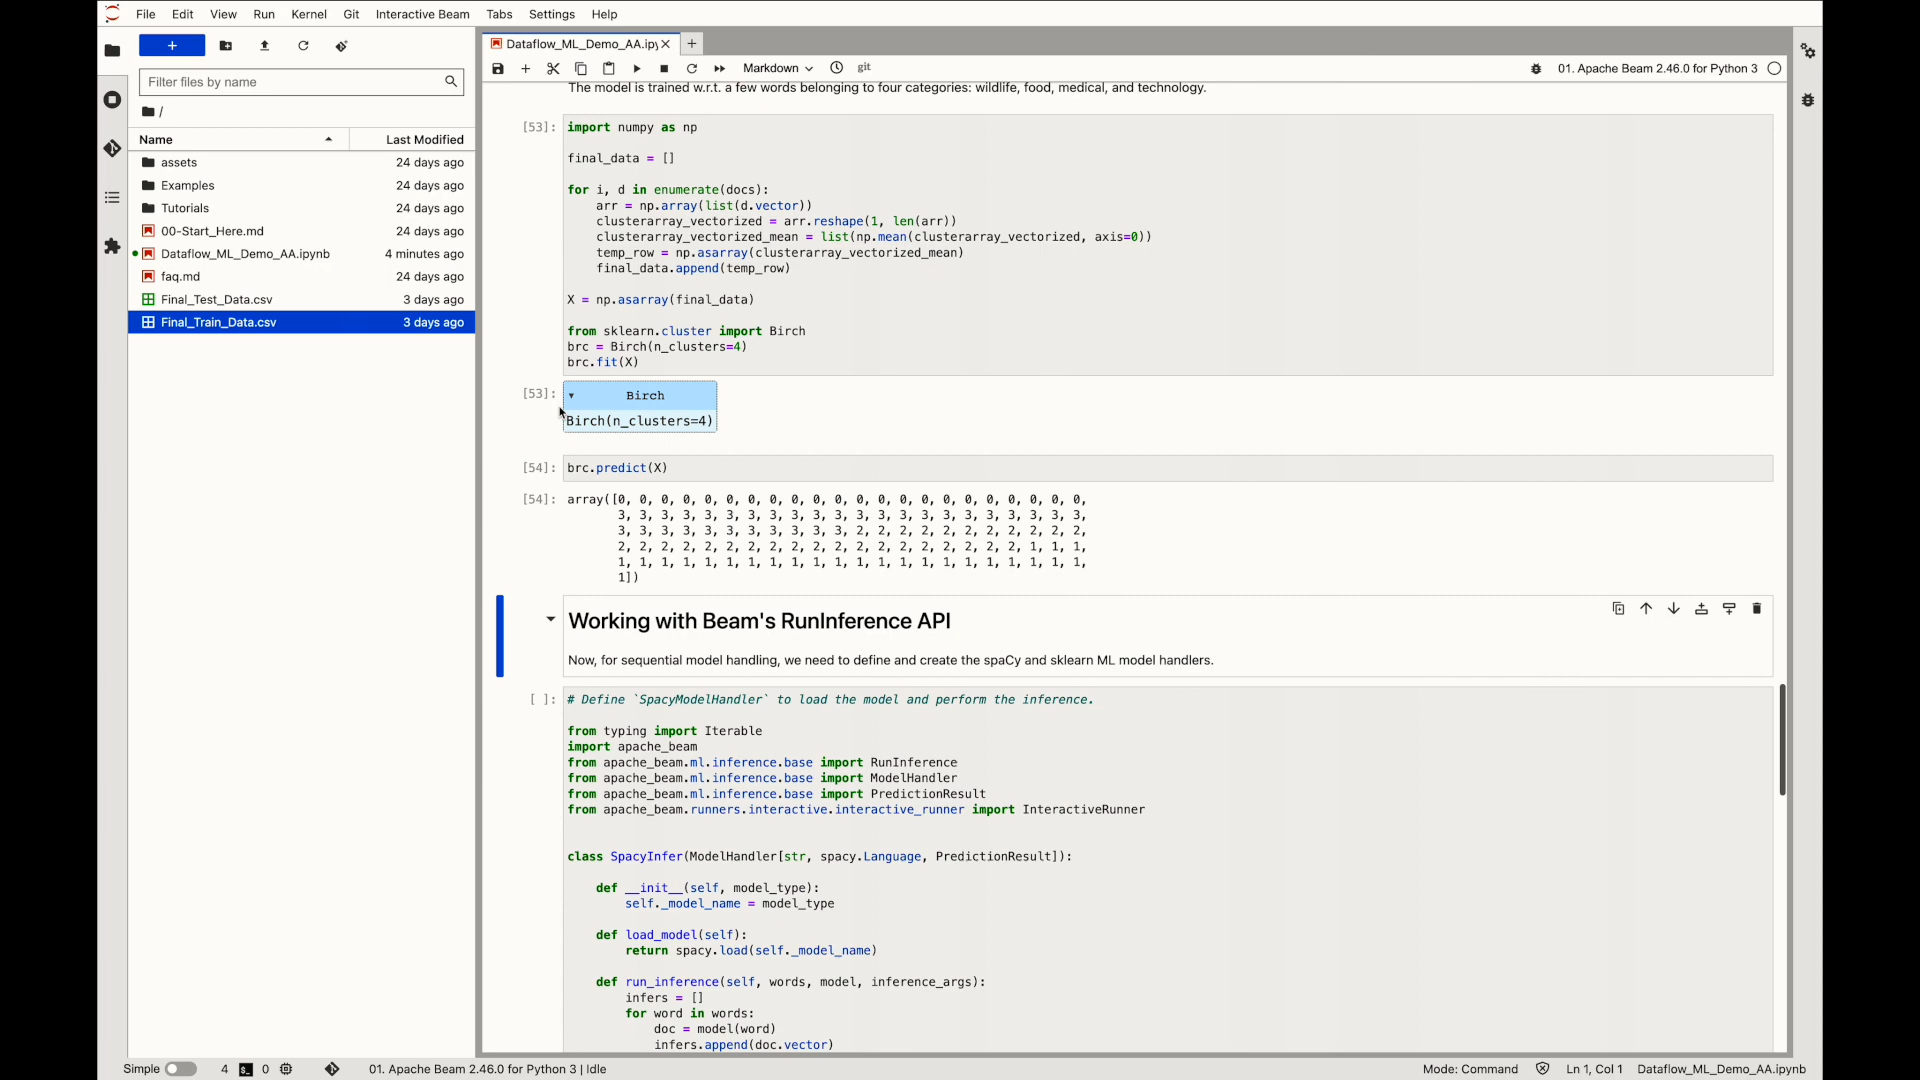 File Edit View Run Kernel Git Interactive Beam Tabs Settings Help
Filter files by name
/
Name Last Modified
assets 24 days ago
Examples 24 days ago
Tutorials 24 days ago
00-Start_Here.md 24 days ago
Dataflow_ML_Demo_AA.ipynb 4 minutes ago
faq.md 24 days ago
Final_Test_Data.csv 3 days ago
Final_Train_Data.csv 3 days ago
Dataflow_ML_Demo_AA.ipy
Markdown git 01. Apache Beam 2.46.0 for Python 3
The model is trained w.r.t. a few words belonging to four categories: wildlife, food, medical, and technology.
[53]: import numpy as np
final_data = []
for i, d in enumerate(docs):
    arr = np.array(list(d.vector))
    clusterarray_vectorized = arr.reshape(1, len(arr))
    clusterarray_vectorized_mean = list(np.mean(clusterarray_vectorized, axis=0))
    temp_row = np.asarray(clusterarray_vectorized_mean)
    final_data.append(temp_row)
X = np.asarray(final_data)
from sklearn.cluster import Birch
brc = Birch(n_clusters=4)
brc.fit(X)
[53]: Birch
Birch(n_clusters=4)
[54]: brc.predict(X)
[54]: array([0, 0, 0, 0, 0, 0, 0, 0, 0, 0, 0, 0, 0, 0, 0, 0, 0, 0, 0, 0, 0, 0,
3, 3, 3, 3, 3, 3, 3, 3, 3, 3, 3, 3, 3, 3, 3, 3, 3, 3, 3, 3, 3, 3,
3, 3, 3, 3, 3, 3, 3, 3, 3, 3, 3, 2, 2, 2, 2, 2, 2, 2, 2, 2, 2, 2,
2, 2, 2, 2, 2, 2, 2, 2, 2, 2, 2, 2, 2, 2, 2, 2, 2, 2, 2, 1, 1, 1,
1, 1, 1, 1, 1, 1, 1, 1, 1, 1, 1, 1, 1, 1, 1, 1, 1, 1, 1, 1, 1, 1,
1])
Working with Beam's RunInference API
Now, for sequential model handling, we need to define and create the spaCy and sklearn ML model handlers.
[ ]: # Define `SpacyModelHandler` to load the model and perform the inference.
from typing import Iterable
import apache_beam
from apache_beam.ml.inference.base import RunInference
from apache_beam.ml.inference.base import ModelHandler
from apache_beam.ml.inference.base import PredictionResult
from apache_beam.runners.interactive.interactive_runner import InteractiveRunner
class SpacyInfer(ModelHandler[str, spacy.Language, PredictionResult]):
    def __init__(self, model_type):
        self._model_name = model_type
    def load_model(self):
        return spacy.load(self._model_name)
    def run_inference(self, words, model, inference_args):
        infers = []
        for word in words:
            doc = model(word)
            infers.append(doc.vector)
Simple 4 0 01. Apache Beam 2.46.0 for Python 3 | Idle Mode: Command Ln 1, Col 1 Dataflow_ML_Demo_AA.ipynb